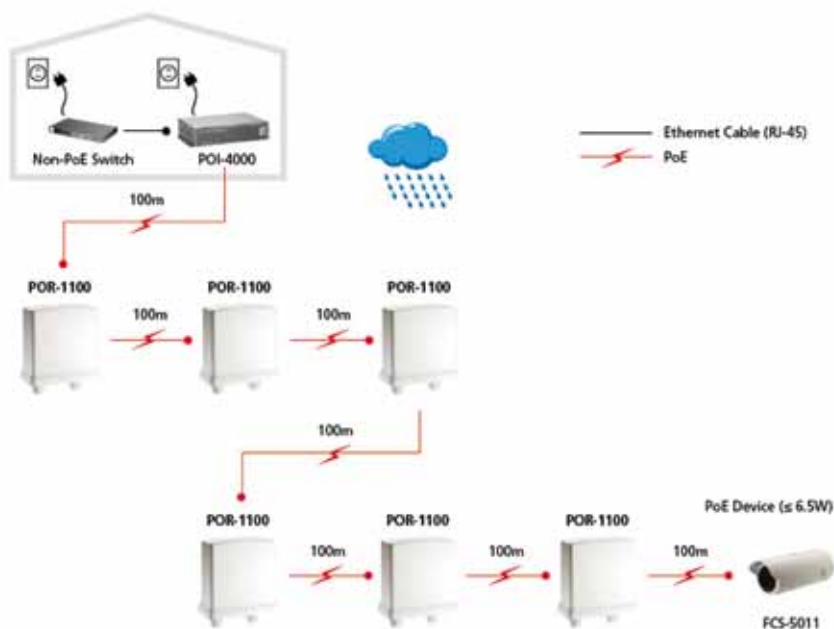 Non-PoE Switch
POI-4000
Ethernet Cable (RJ-45)
PoE
100m
POR-1100
POR-1100
POR-1100
100m
100m
100m
POR-1100
POR-1100
POR-1100
PoE Device (≤ 6.5W)
100m
100m
100m
FCS-5011